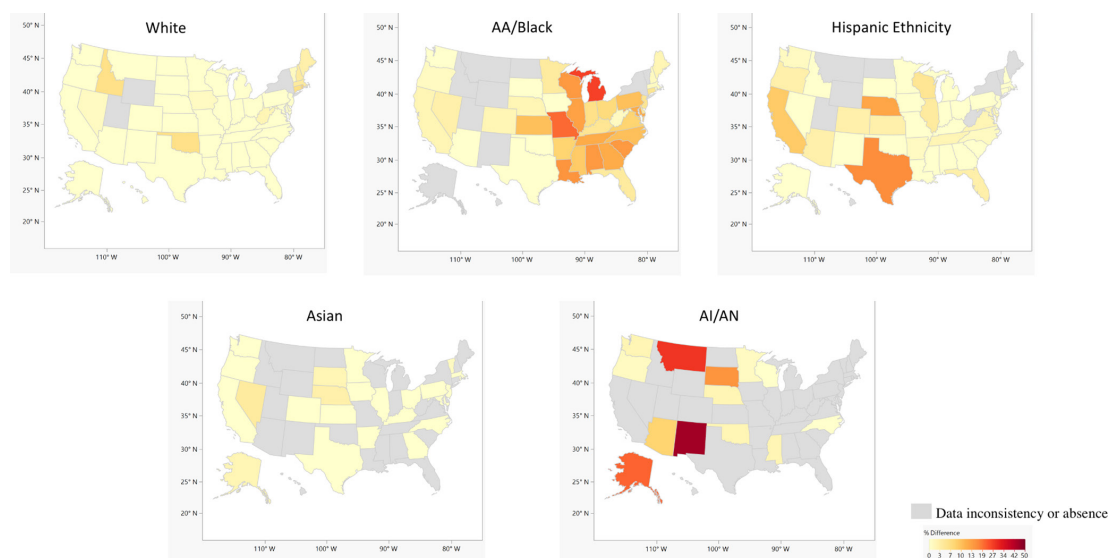 White
50° N
45° N
40° N
35° N
30° N
25° N
20° N
110° W 100° W 90° W 80° W
AA/Black
50° N
45° N
40° N
35° N
30° N
25° N
20° N
110° W 100° W 90° W 80° W
Hispanic Ethnicity
50° N
45° N
40° N
35° N
30° N
25° N
20° N
110° W 100° W 90° W 80° W
Asian
50° N
45° N
40° N
35° N
30° N
25° N
20° N
110° W 100° W 90° W 80° W
AI/AN
50° N
45° N
40° N
35° N
30° N
25° N
20° N
110° W 100° W 90° W 80° W
Data inconsistency or absence
% Difference
0 3 7 10 13 19 27 34 42 50